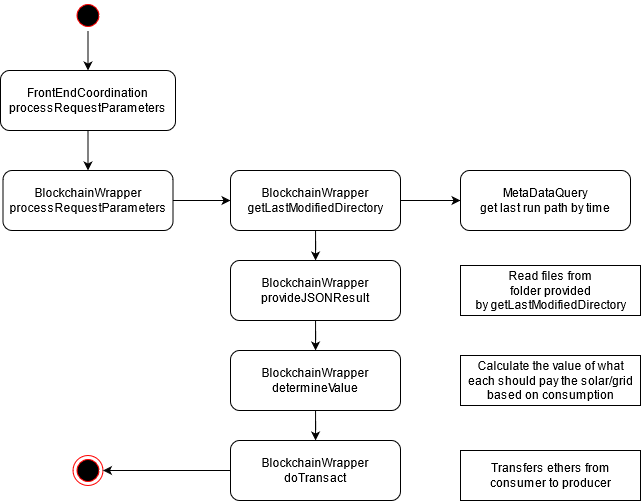 FrontEndCoordination
processRequestParameters
BlockchainWrapper
processRequestParameters
BlockchainWrapper
getLastModifiedDirectory
MetaDataQuery
get last run path by time
BlockchainWrapper
provideJSONResult
Read files from
folder provided
by getLastModifiedDirectory
BlockchainWrapper
determineValue
Calculate the value of what
each should pay the solar/grid
based on consumption
BlockchainWrapper
doTransact
Transfers ethers from
consumer to producer